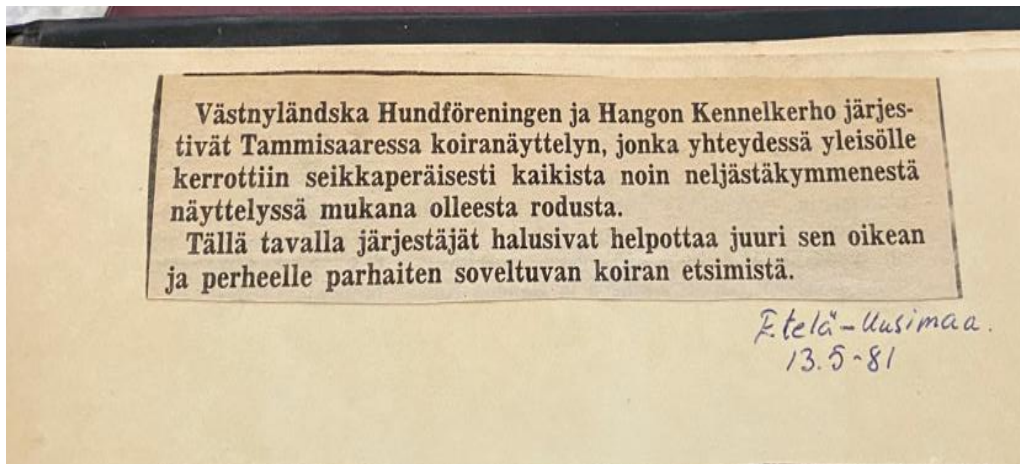 Västnyländska Hundföreningen ja Hangon Kennelkerho järjes-
tivät Tammisaaressa koiranäyttelyn, jonka yhteydessä yleisölle
kerrottiin seikkaperäisesti kaikista noin neljästäkymmenestä
näyttelyssä mukana olleesta rodusta.
Tällä tavalla järjestäjät halusivat helpottaa juuri sen oikean
ja perheelle parhaiten soveltuvan koiran etsimistä.
Etelä-Uusimaa.
13.5-81